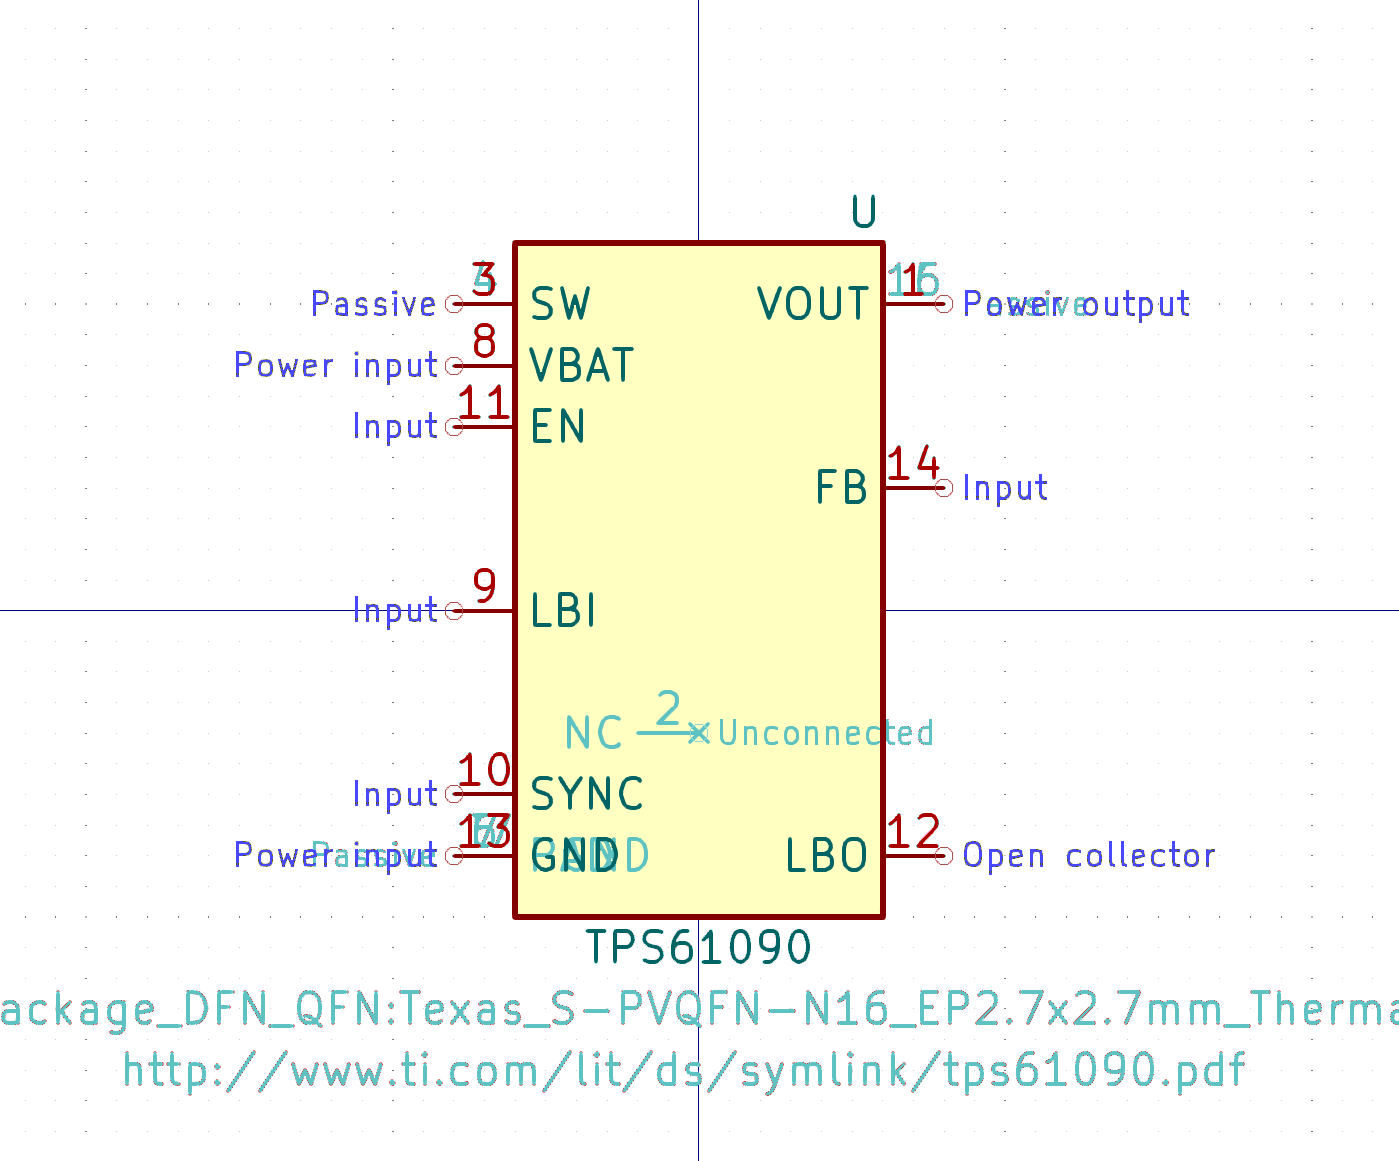 U
3
Passive
SW
VOUT
1
Power output
8
Power input
VBAT
11
Input
EN
14
FB
Input
9
Input
LBI
2
NC
Unconnected
10
Input
SYNC
13
Power input
GND
12
LBO
Open collector
TPS61090
ackage_DFN_QFN:Texas_S-PVQFN-N16_EP2.7x2.7mm_Therma
http://www.ti.com/lit/ds/symlink/tps61090.pdf